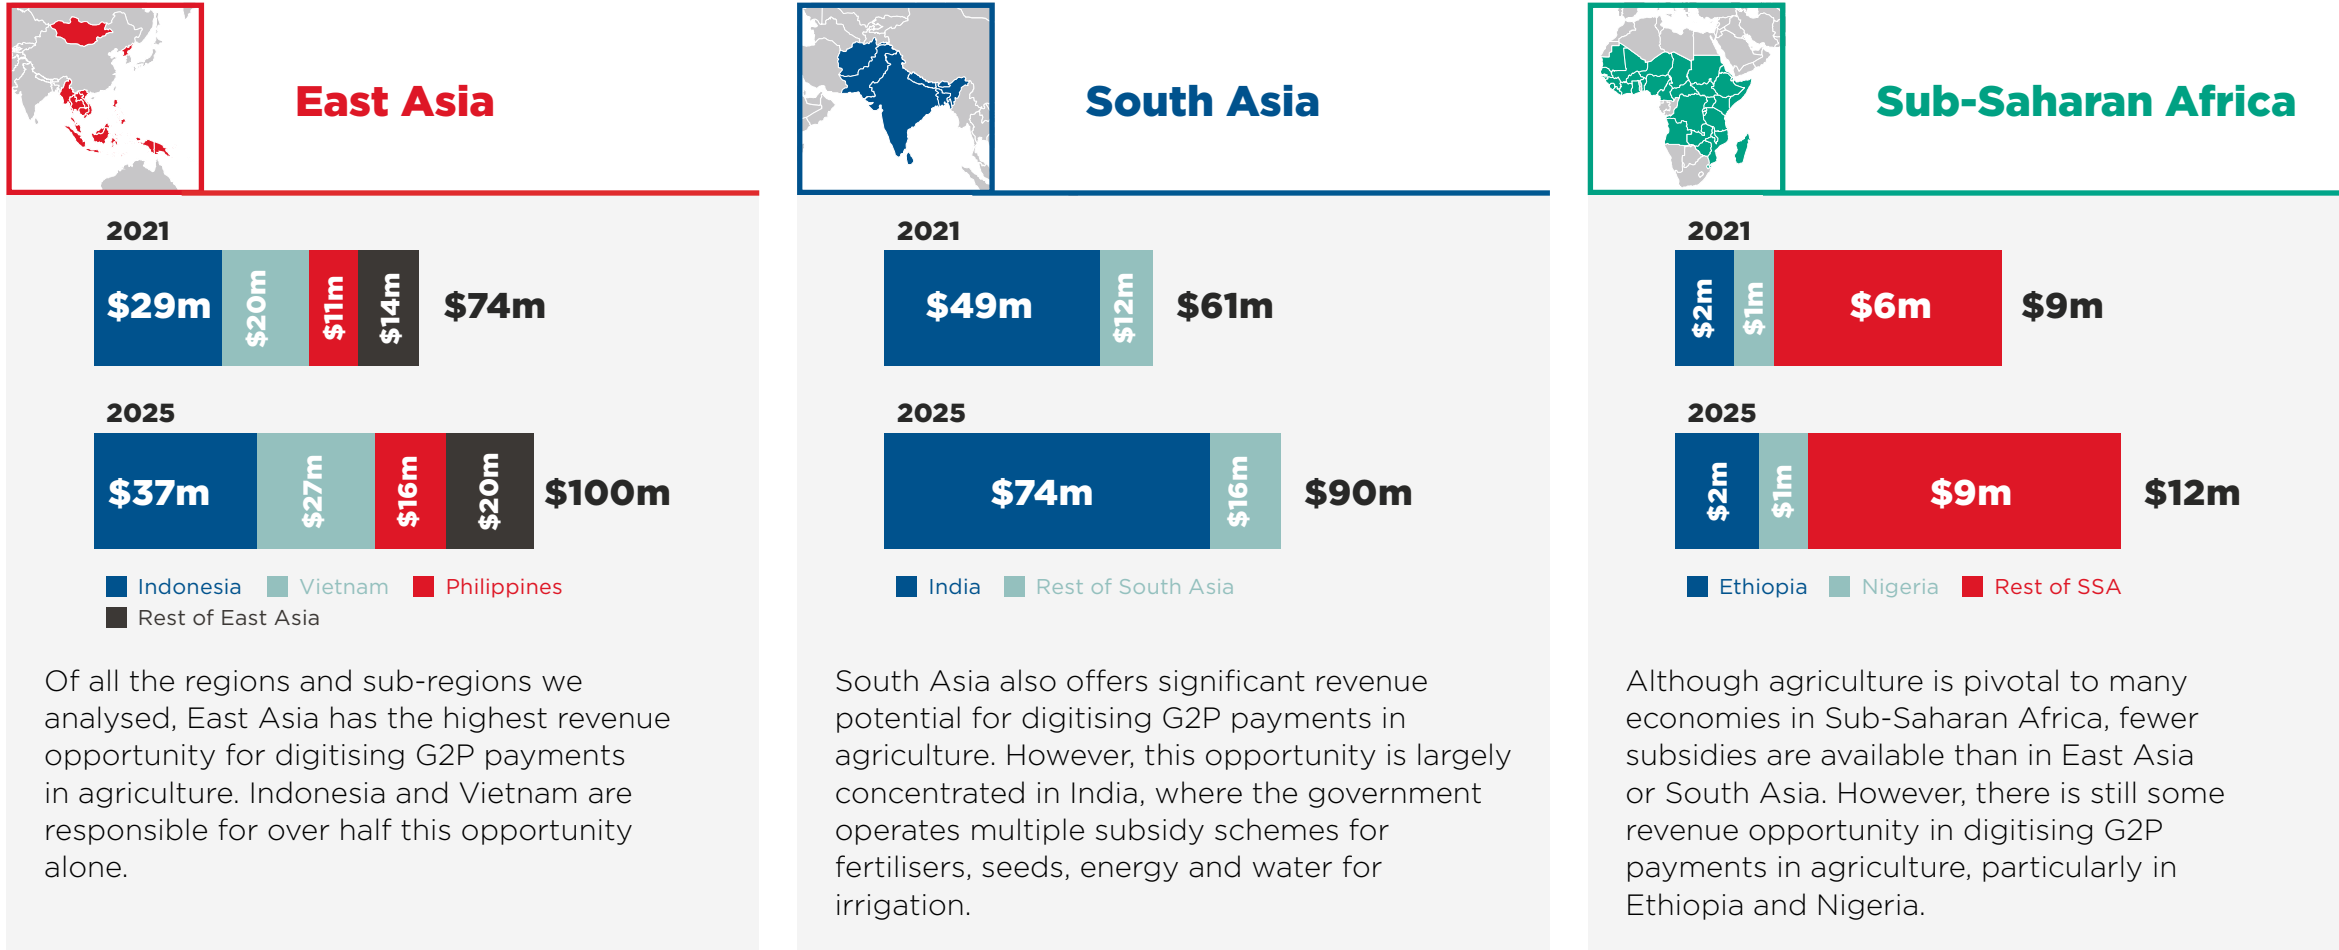 East Asia
2021
$29m
$20m
$11m
$14m
$74m
2025
$37m
$27m
$16m
$20m
$100m
Indonesia
Vietnam
Philippines
Rest of East Asia
Of all the regions and sub-regions we
analysed, East Asia has the highest revenue
opportunity for digitising G2P payments
in agriculture. Indonesia and Vietnam are
responsible for over half this opportunity
alone.
South Asia
2021
$49m
$12m
$61m
2025
$74m
$16m
$90m
India
Rest of South Asia
South Asia also offers significant revenue
potential for digitising G2P payments in
agriculture. However, this opportunity is largely
concentrated in India, where the government
operates multiple subsidy schemes for
fertilisers, seeds, energy and water for
irrigation.
Sub-Saharan Africa
2021
$2m
$1m
$6m
$9m
2025
$2m
$1m
$9m
$12m
Ethiopia
Nigeria
Rest of SSA
Although agriculture is pivotal to many
economies in Sub-Saharan Africa, fewer
subsidies are available than in East Asia
or South Asia. However, there is still some
revenue opportunity in digitising G2P
payments in agriculture, particularly in
Ethiopia and Nigeria.